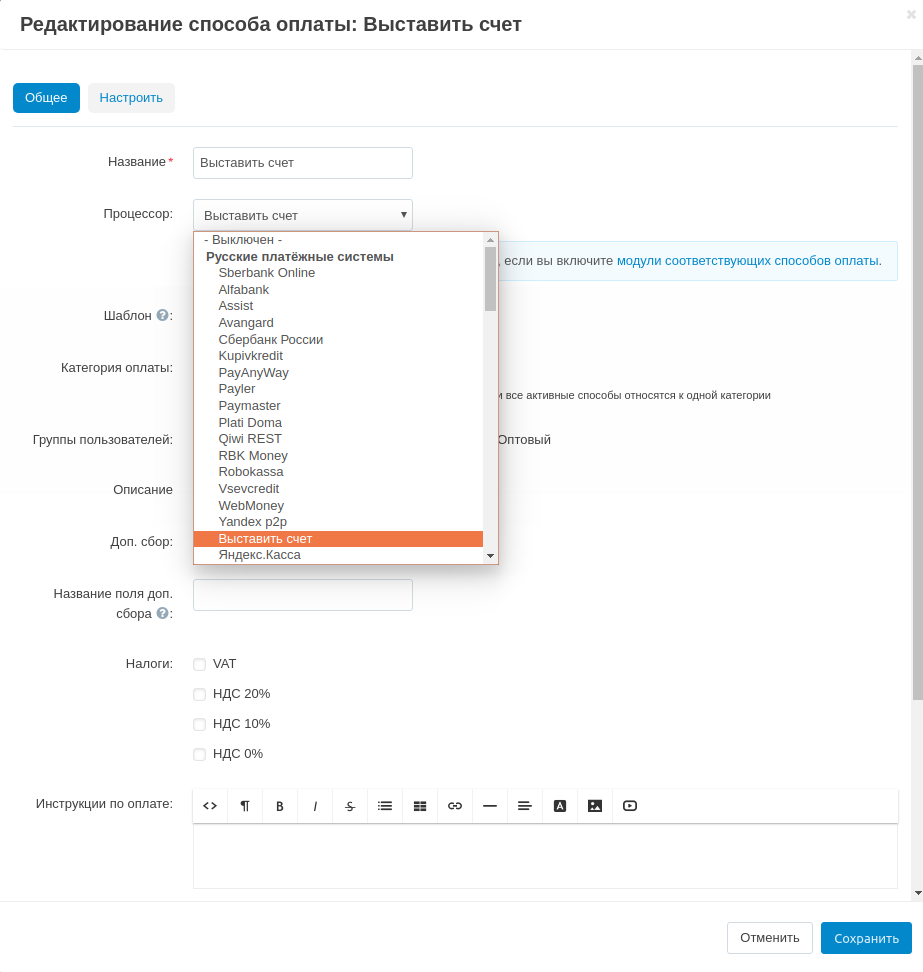 Редактирование способа оплаты: Выставить счет
Общее
Настроить
Название*
Выставить счет
Процессор:
Выставить счет
- Выключен -
Русские платёжные системы
Sberbank Online
Alfabank
Assist
Avangard
Сбербанк России
Kupivkredit
PayAnyWay
Payler
Paymaster
Plati Doma
Qiwi REST
RBK Money
Robokassa
Vsevcredit
WebMoney
Yandex p2p
Выставить счет
Яндекс.Касса
, если вы включите модули соответствующих способов оплаты.
Шаблон ?:
Категория оплаты:
и все активные способы относятся к одной категории
Группы пользователей:
Оптовый
Описание
Доп. сбор:
Название поля доп.
сбора ?:
Налоги:
VAT
НДС 20%
НДС 10%
НДС 0%
Инструкции по оплате:
Отменить
Сохранить